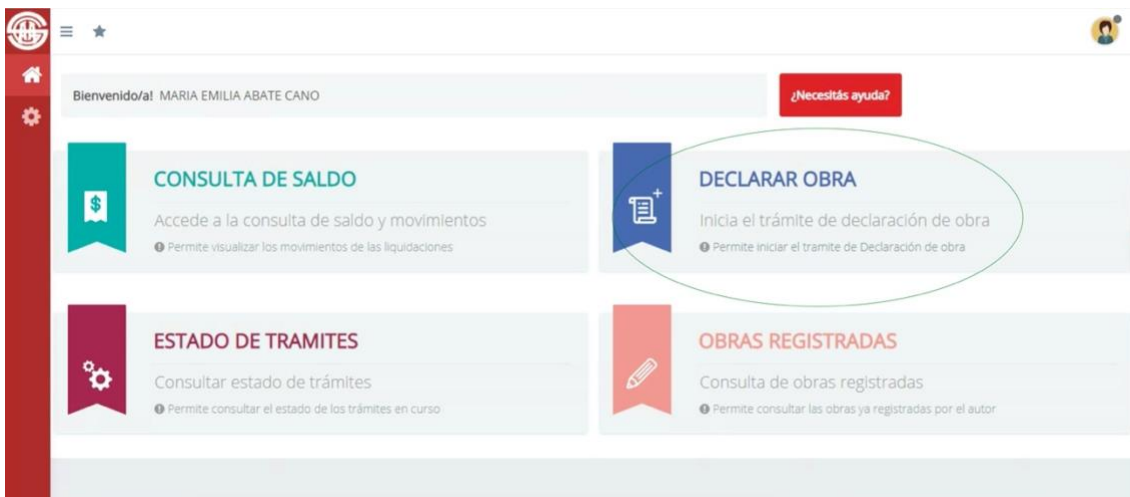 Bienvenido/a! MARIA EMILIA ABATE CANO
¿Necesitás ayuda?
CONSULTA DE SALDO
Accede a la consulta de saldo y movimientos
Permite visualizar los movimientos de las liquidaciones
DECLARAR OBRA
Inicia el trámite de declaración de obra
Permite iniciar el tramite de Declaración de obra
ESTADO DE TRAMITES
Consultar estado de trámites
Permite consultar el estado de los trámites en curso
OBRAS REGISTRADAS
Consulta de obras registradas
Permite consultar las obras ya registradas por el autor